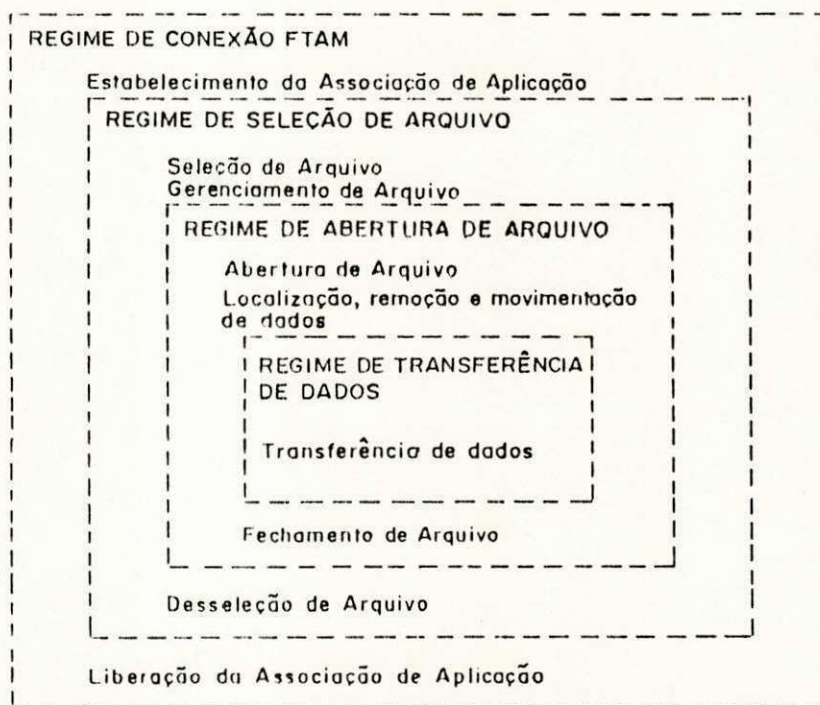 REGIME DE CONEXÃO FTAM
Estabelecimento da Associação de Aplicação
REGIME DE SELEÇÃO DE ARQUIVO
Seleção de Arquivo
Gerenciamento de Arquivo
REGIME DE ABERTURA DE ARQUIVO
Abertura de Arquivo
Localização, remoção e movimentação
de dados
REGIME DE TRANSFERÊNCIA
DE DADOS
Transferência de dados
Fechamento de Arquivo
Desseleção de Arquivo
Liberação da Associação de Aplicação